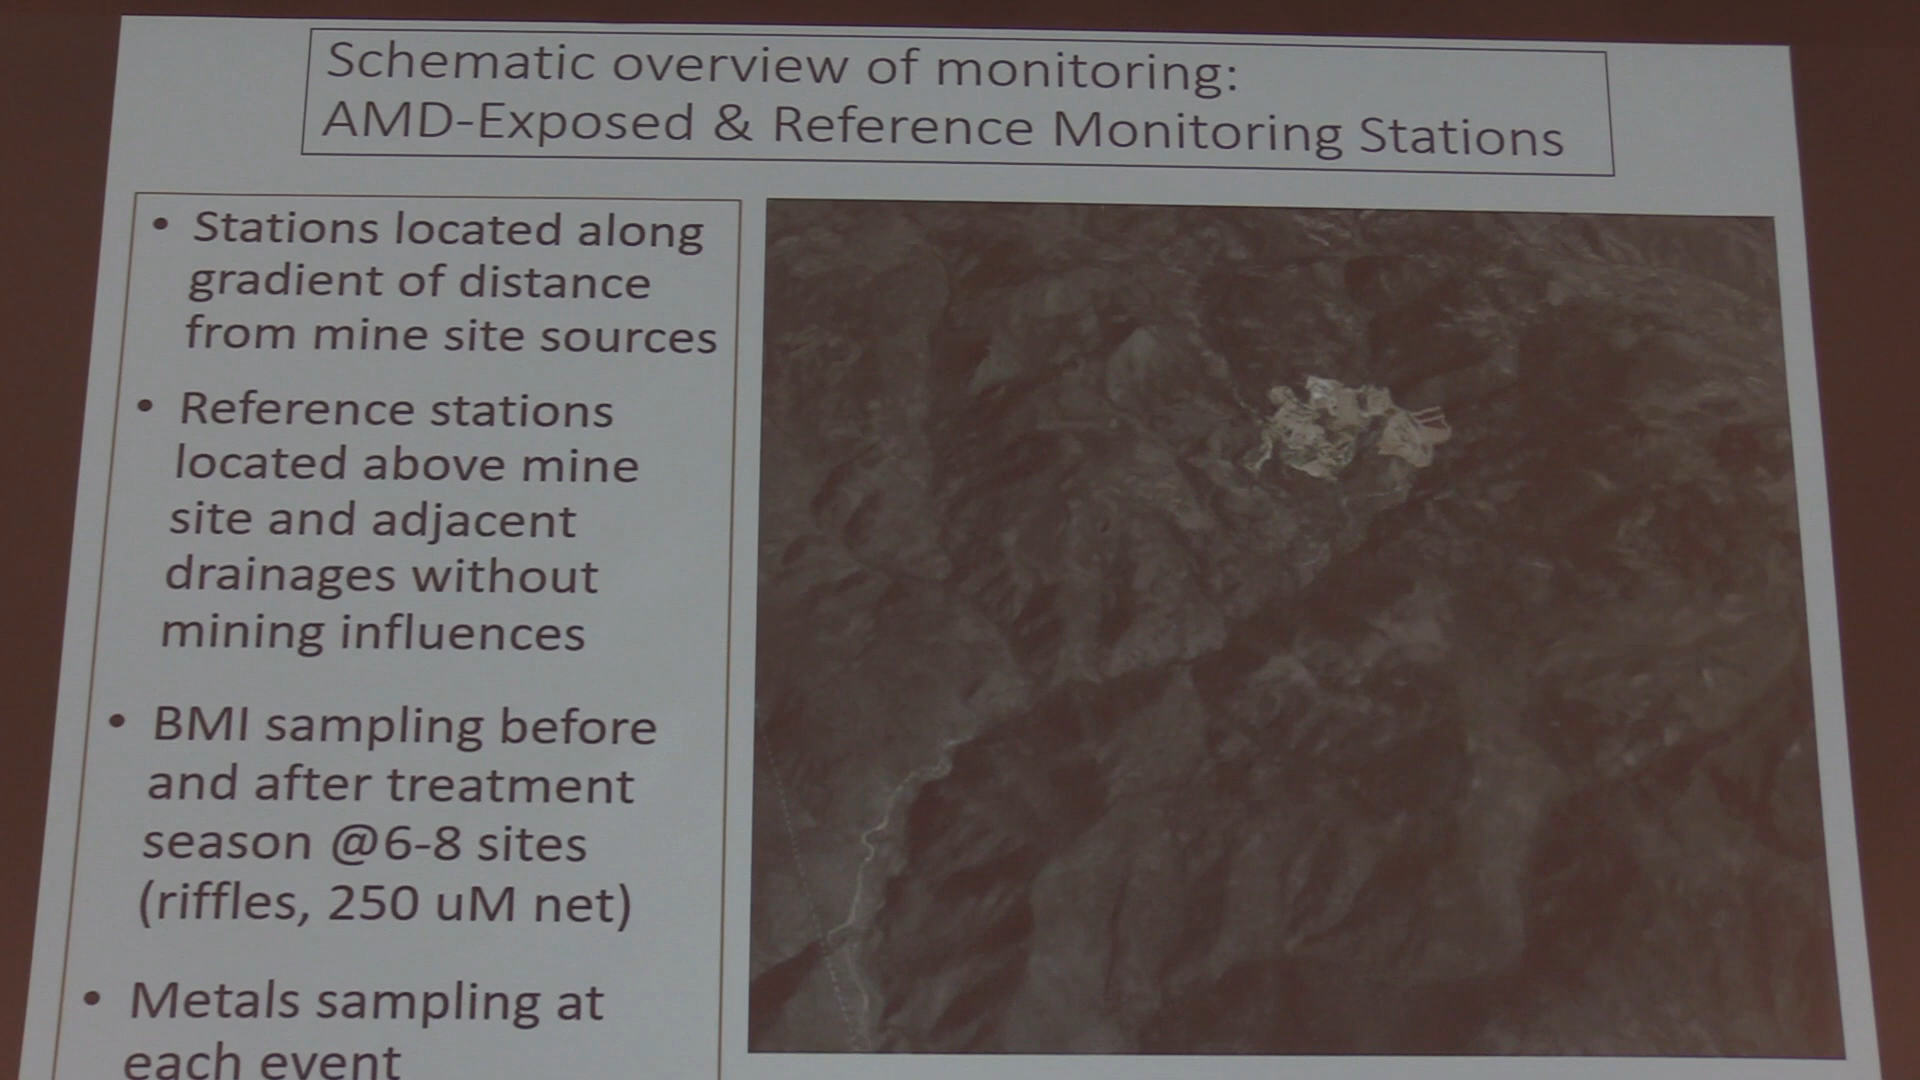 Schematic overview of monitoring:
AMD-Exposed & Reference Monitoring Stations
• Stations located along
gradient of distance
from mine site sources
• Reference stations
located above mine
site and adjacent
drainages without
mining influences
• BMI sampling before
and after treatment
season @6-8 sites
(riffles, 250 uM net)
• Metals sampling at
each event